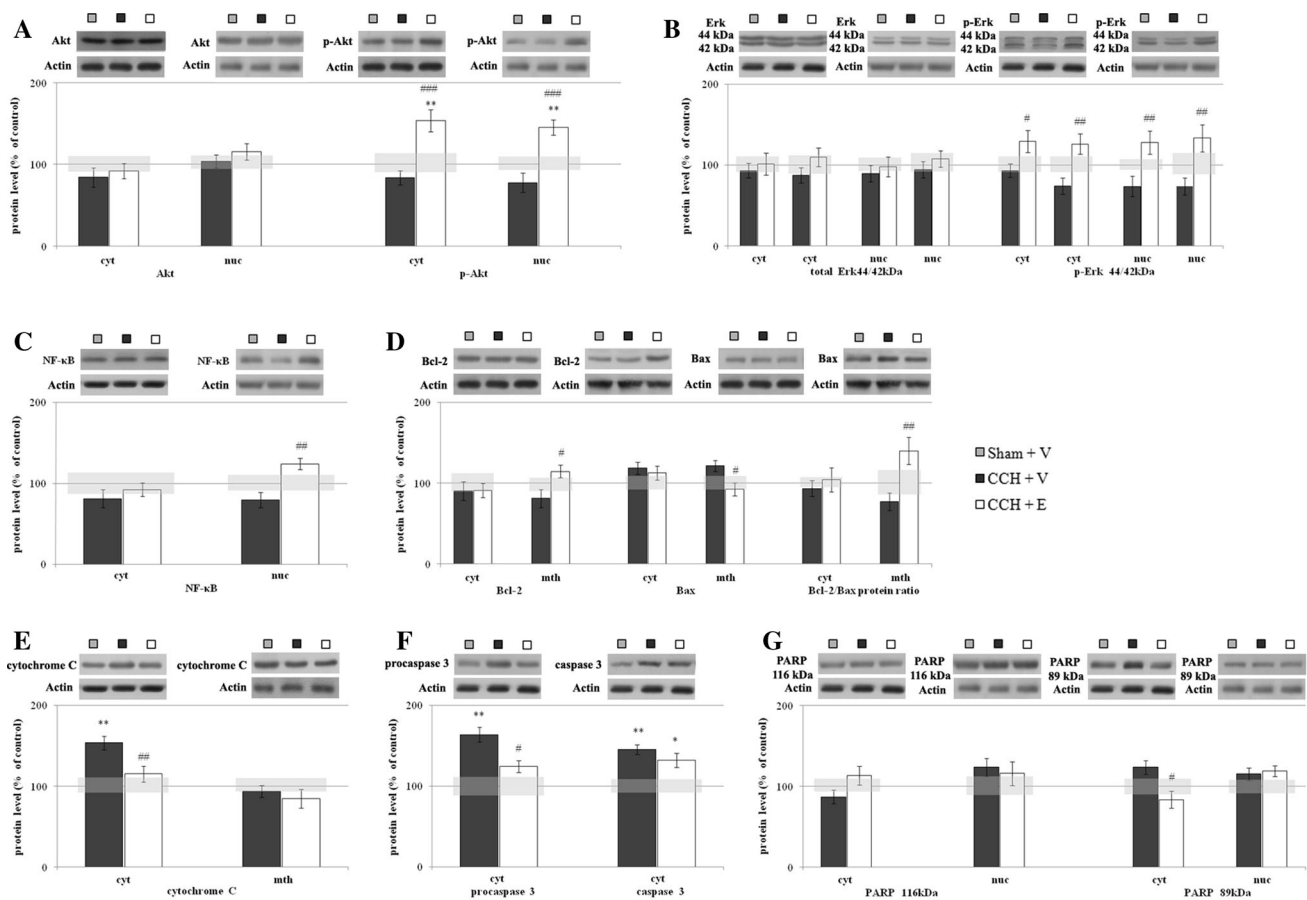 A
Akt
Actin
Akt
Actin
p-Akt
Actin
p-Akt
Actin
protein level (% of control)
200
100
0
###
**
###
**
cyt
nuc
cyt
nuc
Akt
p-Akt
B
Erk
44 kDa
42 kDa
Actin
Erk
44 kDa
42 kDa
Actin
p-Erk
44 kDa
42 kDa
Actin
p-Erk
44 kDa
42 kDa
Actin
protein level (% of control)
200
100
0
#
##
##
##
cyt
cyt
nuc
nuc
cyt
cyt
nuc
nuc
total Erk44/42kDa
p-Erk 44/42kDa
C
NF-κB
Actin
NF-κB
Actin
protein level (% of control)
200
100
0
##
cyt
nuc
NF-κB
D
Bcl-2
Actin
Bcl-2
Actin
Bax
Actin
Bax
Actin
protein level (% of control)
200
100
0
#
#
##
cyt
mth
cyt
mth
cyt
mth
Bcl-2
Bax
Bcl-2/Bax protein ratio
Sham + V
CCH + V
CCH + E
E
cytochrome C
Actin
cytochrome C
Actin
protein level (% of control)
200
100
0
**
##
cyt
mth
cytochrome C
F
procaspase 3
Actin
caspase 3
Actin
protein level (% of control)
200
100
0
**
#
**
*
cyt
cyt
procaspase 3
caspase 3
G
PARP
116 kDa
Actin
PARP
116 kDa
Actin
PARP
89 kDa
Actin
PARP
89 kDa
Actin
protein level (% of control)
200
100
0
#
cyt
nuc
cyt
nuc
PARP 116kDa
PARP 89kDa